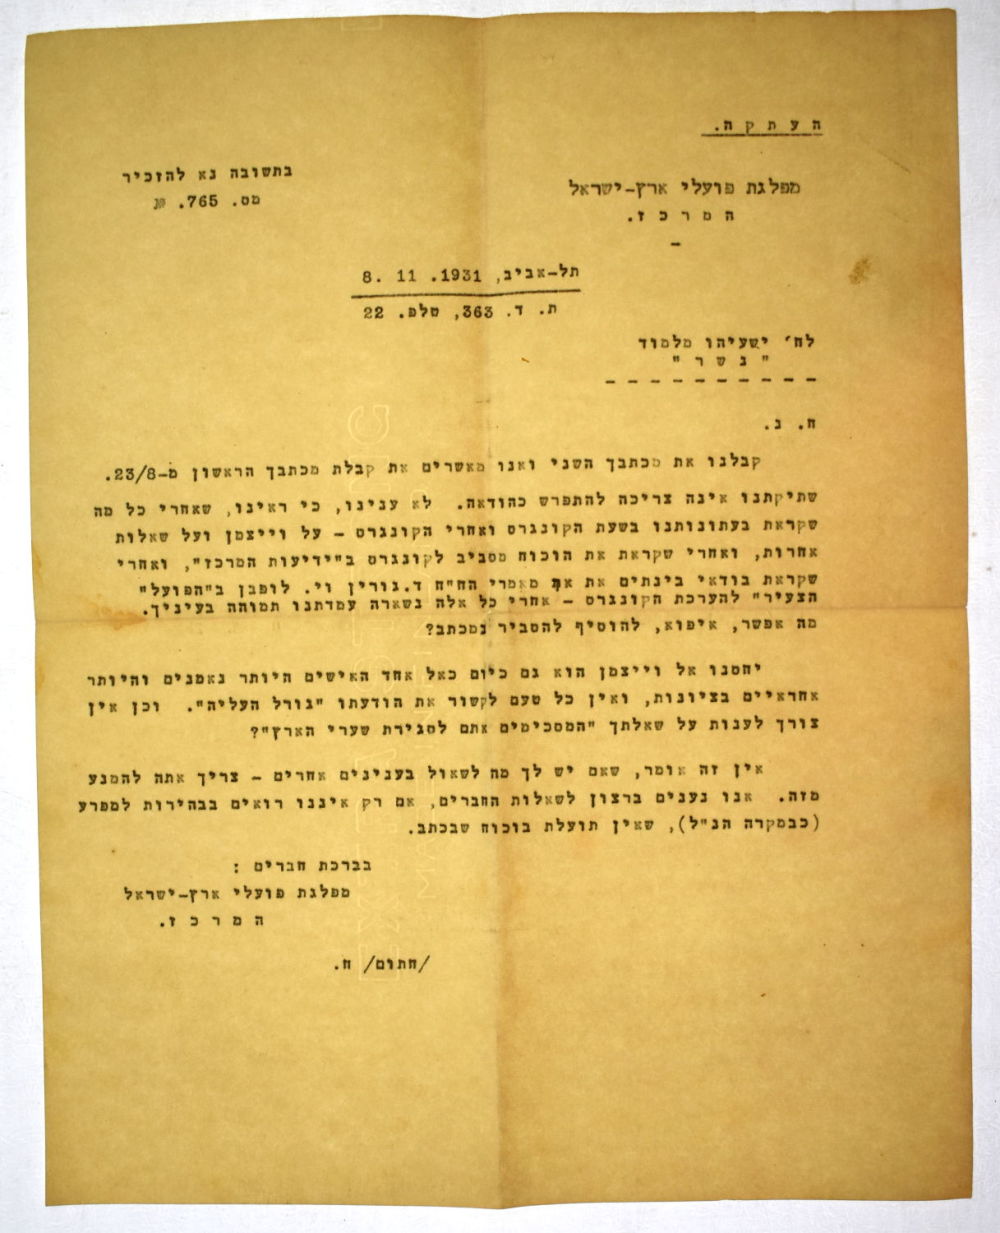 ה ע ת ק ה.
בתשובה נא להזכיר
מס. 765.
מפלגת פועלי ארץ-ישראל
ה מ ר כ ז.
-
תל-אביב, 8. 11 .1931
ת. ד. 363, טלפ. 22
לח' ישעיהו מלמוד
" נ ש ר "
- - - - - - - - - -
ח. נ.
קבלנו את מכתבך השני ואנו מאשרים את קבלת מכתבך הראשון מ-23/8.
שתיקתנו אינה צריכה להתפרש כהודאה. לא ענינו, כי ראינו, שאחרי כל מה
שקראת בעתונותנו בשעת הקונגרס ואחרי הקונגרס - על וייצמן ועל שאלות
אחרות, ואחרי שקראת את הוכוח מסביב לקונגרס ב"ידיעות המרכז", ואחרי
שקראת בודאי בינתים את מאמרי הח"ח ד.גורין וי. לופבן ב"הפועל
הצעיר" להערכת הקונגרס - אחרי כל אלה נשארה עמדתנו תמוהה בעיניך.
מה אפשר, איפוא, להוסיף להסביר במכתב?
יחסנו אל וייצמן הוא גם כיום כאל אחד האישים היותר נאמנים והיותר
אחראיים בציונות, ואין כל טעם לקשור את הודעתו "גורל העליה". וכן אין
צורך לענות על שאלתך "המסכימים אתם לסגירת שערי הארץ"?
אין זה אומר, שאם יש לך מה לשאול בענינים אחרים - צריך אתה להמנע
מזה. אנו נענים ברצון לשאלות החברים, אם רק איננו רואים בבהירות למפרע
(כבמקרה הנ"ל), שאין תועלת בוכוח שבכתב.
בברכת חברים :
מפלגת פועלי ארץ-ישראל
ה מ ר כ ז.
/חתום/ ח.